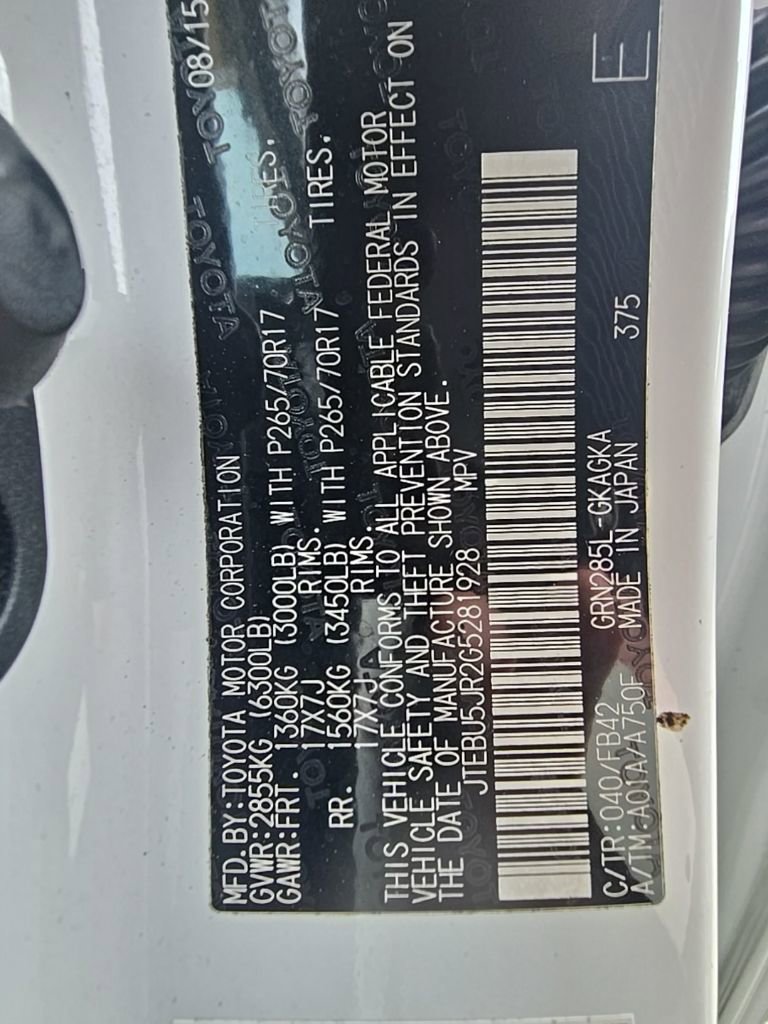 MFD.BY:TOYOTA MOTOR CORPORATION 08/15
GVWR:2855KG (6300LB)
GAWR:FRT. 1360KG (3000LB) WITH P265/70R17 TIRES,
17X7J RIMS.
RR. 1560KG (3450LB) WITH P265/70R17 TIRES,
17X7J RIMS.
THIS VEHICLE CONFORMS TO ALL APPLICABLE FEDERAL MOTOR
VEHICLE SAFETY AND THEFT PREVENTION STANDARDS IN EFFECT ON
THE DATE OF MANUFACTURE SHOWN ABOVE.
JTEBU5JR2G5281928 MPV
E
C/TR:040/FB42 GRN285L-GKAGKA
A/TM:A01A/A750F MADE IN JAPAN 375